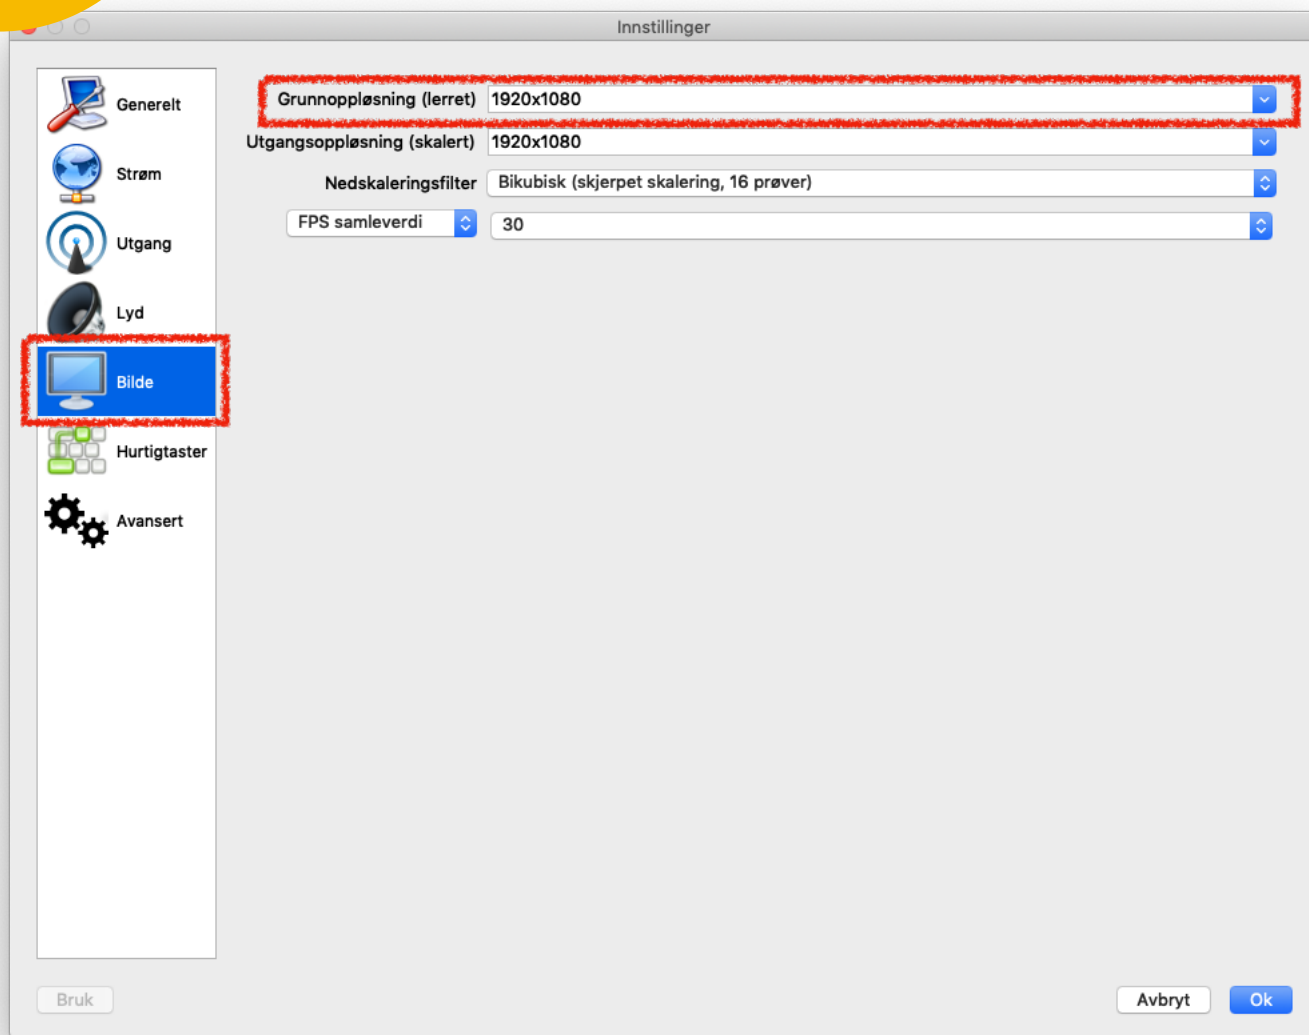 Innstillinger
Generelt
Strøm
Utgang
Lyd
Bilde
Hurtigtaster
Avansert
Grunnoppløsning (lerret) 1920x1080
Utgangsoppløsning (skalert) 1920x1080
Nedskaleringsfilter Bikubisk (skjerpet skalering, 16 prøver)
FPS samleverdi 30
Bruk
Avbryt Ok